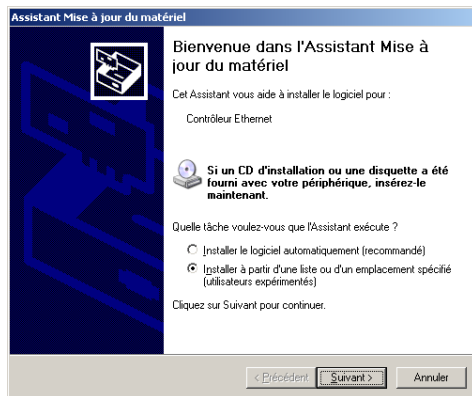 Assistant Mise à jour du matériel
Bienvenue dans l'Assistant Mise à
jour du matériel
Cet Assistant vous aide à installer le logiciel pour :
Contrôleur Ethernet
Si un CD d'installation ou une disquette a été
fourni avec votre périphérique, insérez-le
maintenant.
Quelle tâche voulez-vous que l'Assistant exécute ?
Installer le logiciel automatiquement (recommandé)
Installer à partir d'une liste ou d'un emplacement spécifié
(utilisateurs expérimentés)
Cliquez sur Suivant pour continuer.
< Précédent
Suivant >
Annuler